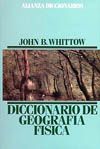 ALIANZA DICCIONARIOS
JOHN B. WHITTOW
DICCIONARIO DE
GEOGRAFIA
FISICA